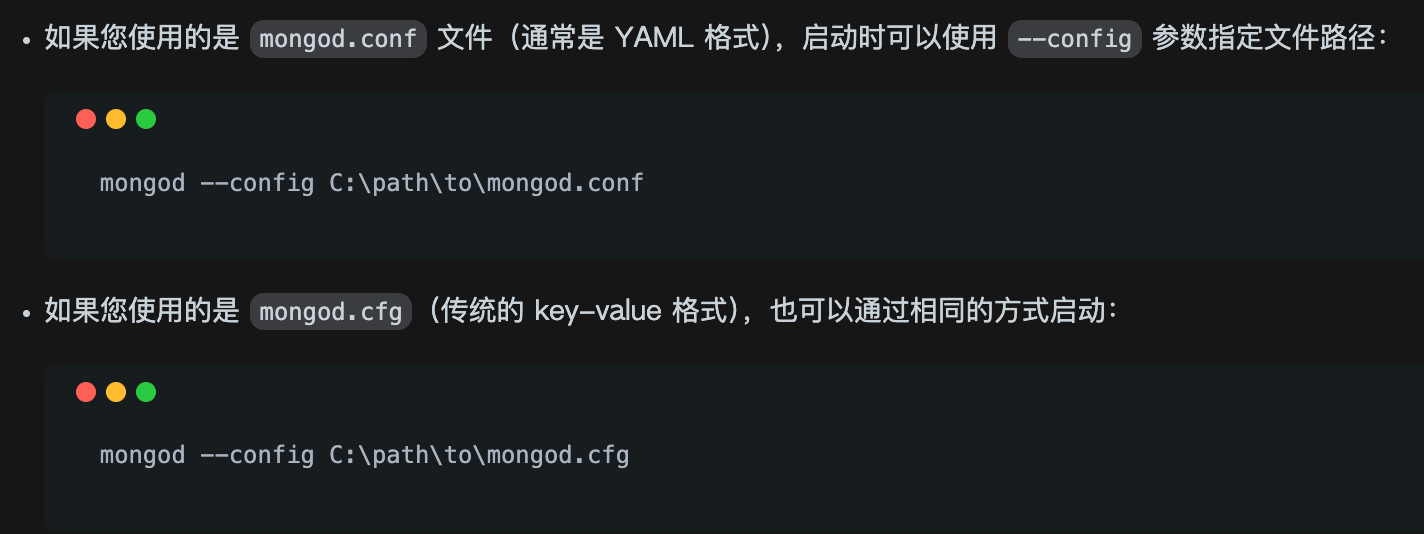 如果您使用的是 mongod.conf 文件（通常是 YAML 格式），启动时可以使用 --config 参数指定文件路径：
mongod --config C:\path\to\mongod.conf
如果您使用的是 mongod.cfg（传统的 key-value 格式），也可以通过相同的方式启动：
mongod --config C:\path\to\mongod.cfg